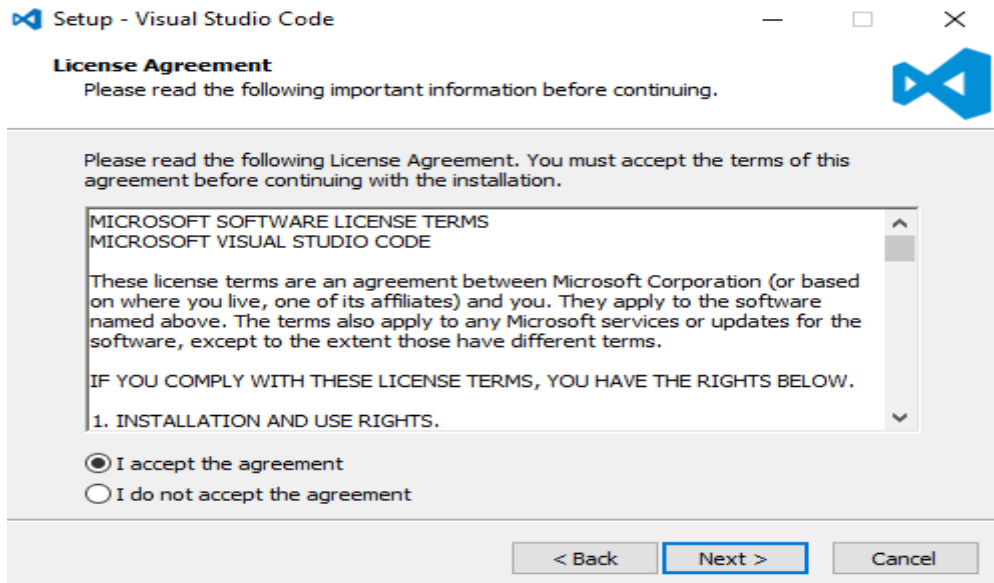 Setup - Visual Studio Code
License Agreement
Please read the following important information before continuing.
Please read the following License Agreement. You must accept the terms of this
agreement before continuing with the installation.
MICROSOFT SOFTWARE LICENSE TERMS
MICROSOFT VISUAL STUDIO CODE
These license terms are an agreement between Microsoft Corporation (or based
on where you live, one of its affiliates) and you. They apply to the software
named above. The terms also apply to any Microsoft services or updates for the
software, except to the extent those have different terms.
IF YOU COMPLY WITH THESE LICENSE TERMS, YOU HAVE THE RIGHTS BELOW.
1. INSTALLATION AND USE RIGHTS.
I accept the agreement
I do not accept the agreement
< Back Next > Cancel